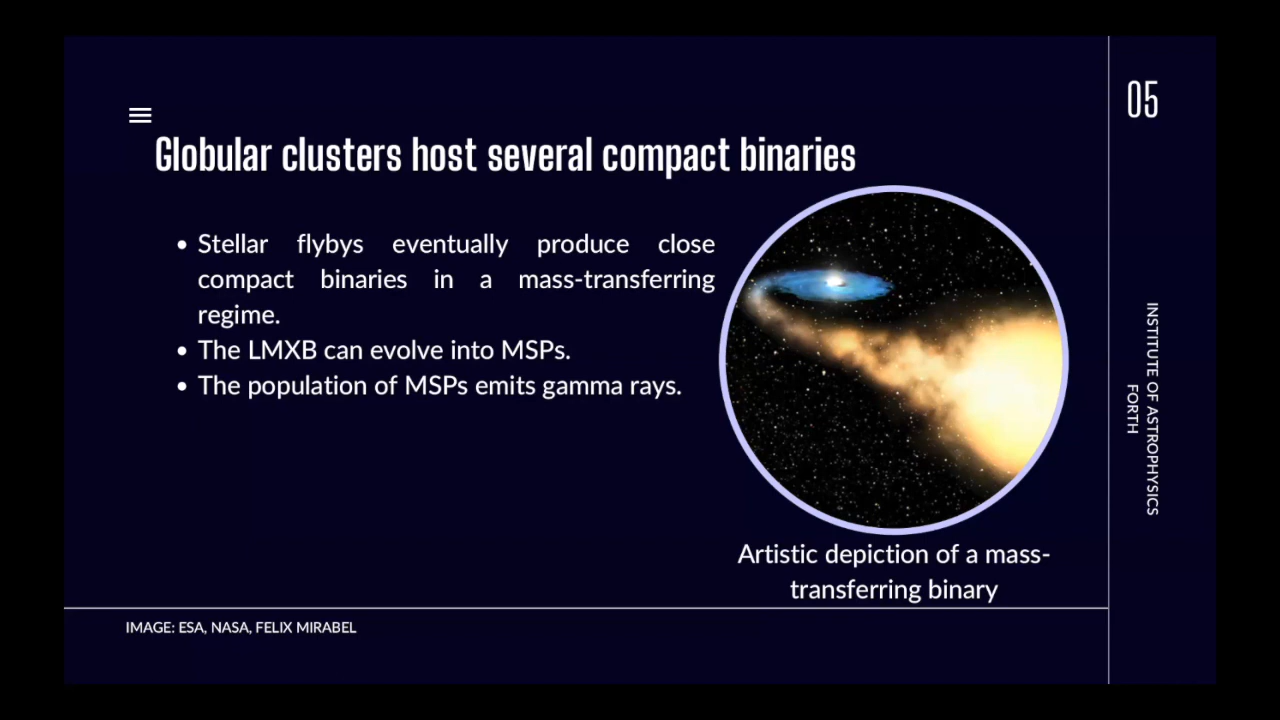 05
Globular clusters host several compact binaries
• Stellar flybys eventually produce close
compact binaries in a mass-transferring
regime.
• The LMXB can evolve into MSPs.
• The population of MSPs emits gamma rays.
Artistic depiction of a mass-
transferring binary
INSTITUTE OF ASTROPHYSICS
FORTH
IMAGE: ESA, NASA, FELIX MIRABEL